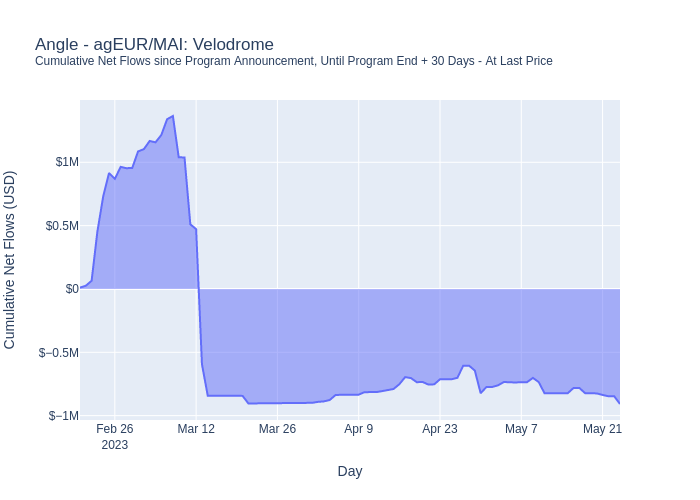 Angle - agEUR/MAI: Velodrome
Cumulative Net Flows since Program Announcement, Until Program End + 30 Days - At Last Price
Cumulative Net Flows (USD)
$1M
$0.5M
$0
$−0.5M
$−1M
Feb 26 Mar 12 Mar 26 Apr 9 Apr 23 May 7 May 21
2023
Day